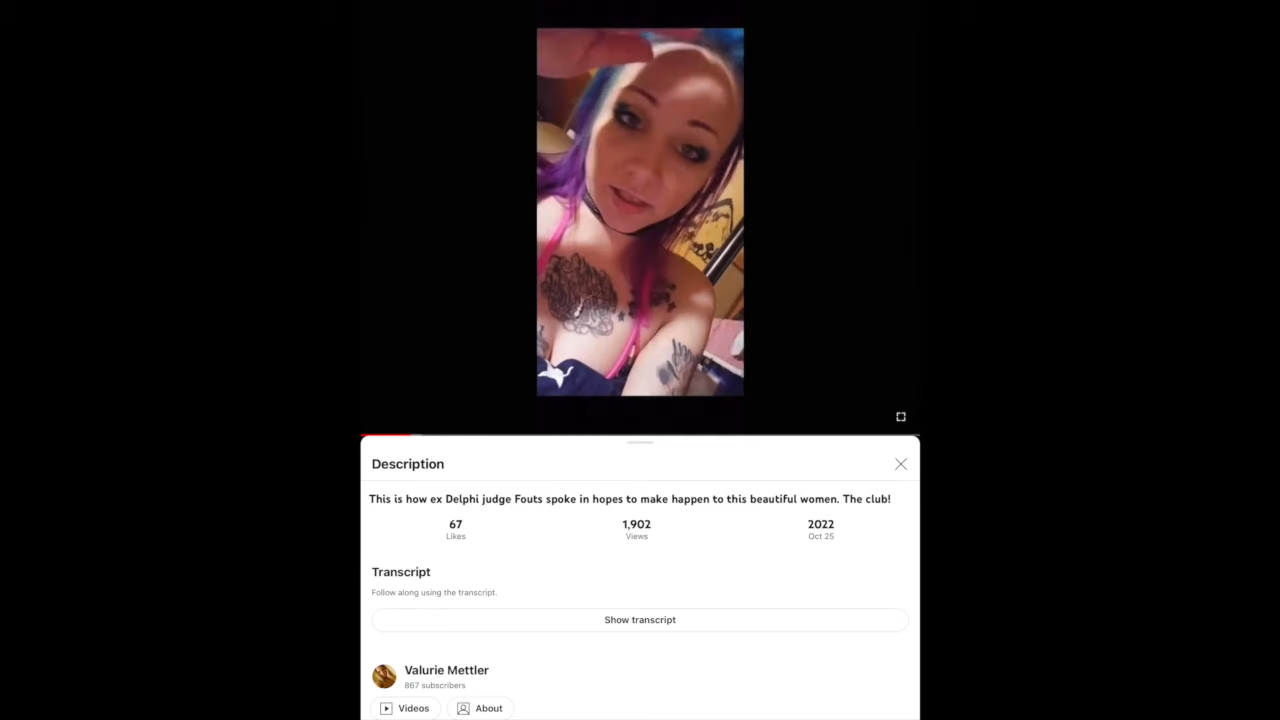 Description
This is how ex Delphi judge Fouts spoke in hopes to make happen to this beautiful women. The club!
67 1,902 2022
Likes Views Oct 25
Transcript
Follow along using the transcript.
Show transcript
Valurie Mettler
867 subscribers
Videos About